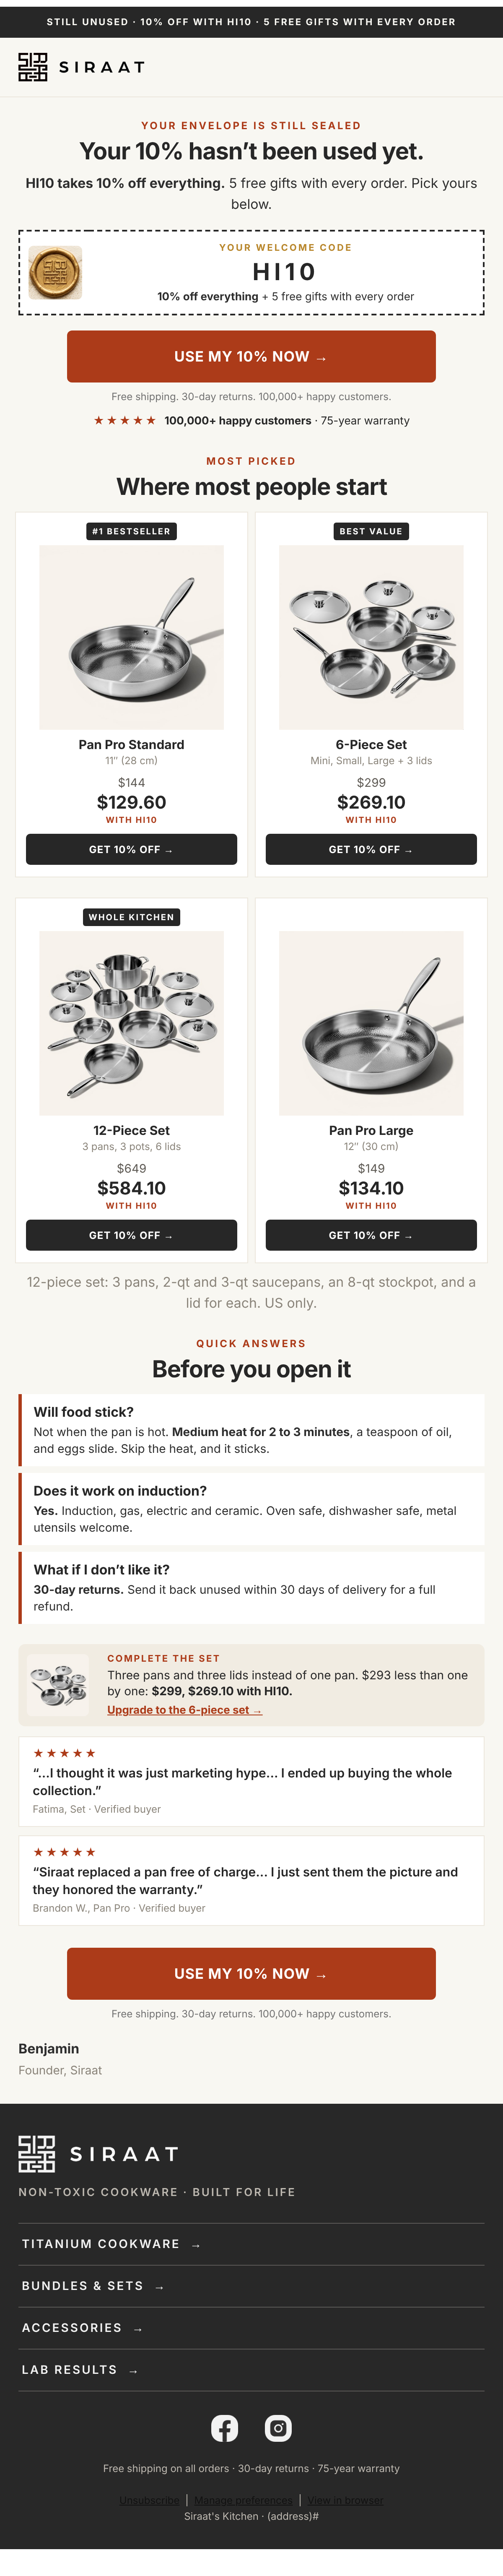 STILL UNUSED · 10% OFF WITH HI10 · 5 FREE GIFTS WITH EVERY ORDER
SIRAAT
YOUR ENVELOPE IS STILL SEALED
Your 10% hasn’t been used yet.
HI10 takes 10% off everything. 5 free gifts with every order. Pick yours
below.
YOUR WELCOME CODE
HI10
10% off everything + 5 free gifts with every order
USE MY 10% NOW →
Free shipping. 30-day returns. 100,000+ happy customers.
★★★★★ 100,000+ happy customers · 75-year warranty
MOST PICKED
Where most people start
#1 BESTSELLER
Pan Pro Standard
11″ (28 cm)
$144
$129.60
WITH HI10
GET 10% OFF →
BEST VALUE
6-Piece Set
Mini, Small, Large + 3 lids
$299
$269.10
WITH HI10
GET 10% OFF →
WHOLE KITCHEN
12-Piece Set
3 pans, 3 pots, 6 lids
$649
$584.10
WITH HI10
GET 10% OFF →
Pan Pro Large
12″ (30 cm)
$149
$134.10
WITH HI10
GET 10% OFF →
12-piece set: 3 pans, 2-qt and 3-qt saucepans, an 8-qt stockpot, and a
lid for each. US only.
QUICK ANSWERS
Before you open it
Will food stick?
Not when the pan is hot. Medium heat for 2 to 3 minutes, a teaspoon of oil,
and eggs slide. Skip the heat, and it sticks.
Does it work on induction?
Yes. Induction, gas, electric and ceramic. Oven safe, dishwasher safe, metal
utensils welcome.
What if I don’t like it?
30-day returns. Send it back unused within 30 days of delivery for a full
refund.
COMPLETE THE SET
Three pans and three lids instead of one pan. $293 less than one
by one: $299, $269.10 with HI10.
Upgrade to the 6-piece set →
★★★★★
“...I thought it was just marketing hype... I ended up buying the whole
collection.”
Fatima, Set · Verified buyer
★★★★★
“Siraat replaced a pan free of charge... I just sent them the picture and
they honored the warranty.”
Brandon W., Pan Pro · Verified buyer
USE MY 10% NOW →
Free shipping. 30-day returns. 100,000+ happy customers.
Benjamin
Founder, Siraat
SIRAAT
NON-TOXIC COOKWARE · BUILT FOR LIFE
TITANIUM COOKWARE →
BUNDLES & SETS →
ACCESSORIES →
LAB RESULTS →
Free shipping on all orders · 30-day returns · 75-year warranty
Unsubscribe | Manage preferences | View in browser
Siraat's Kitchen · (address)#